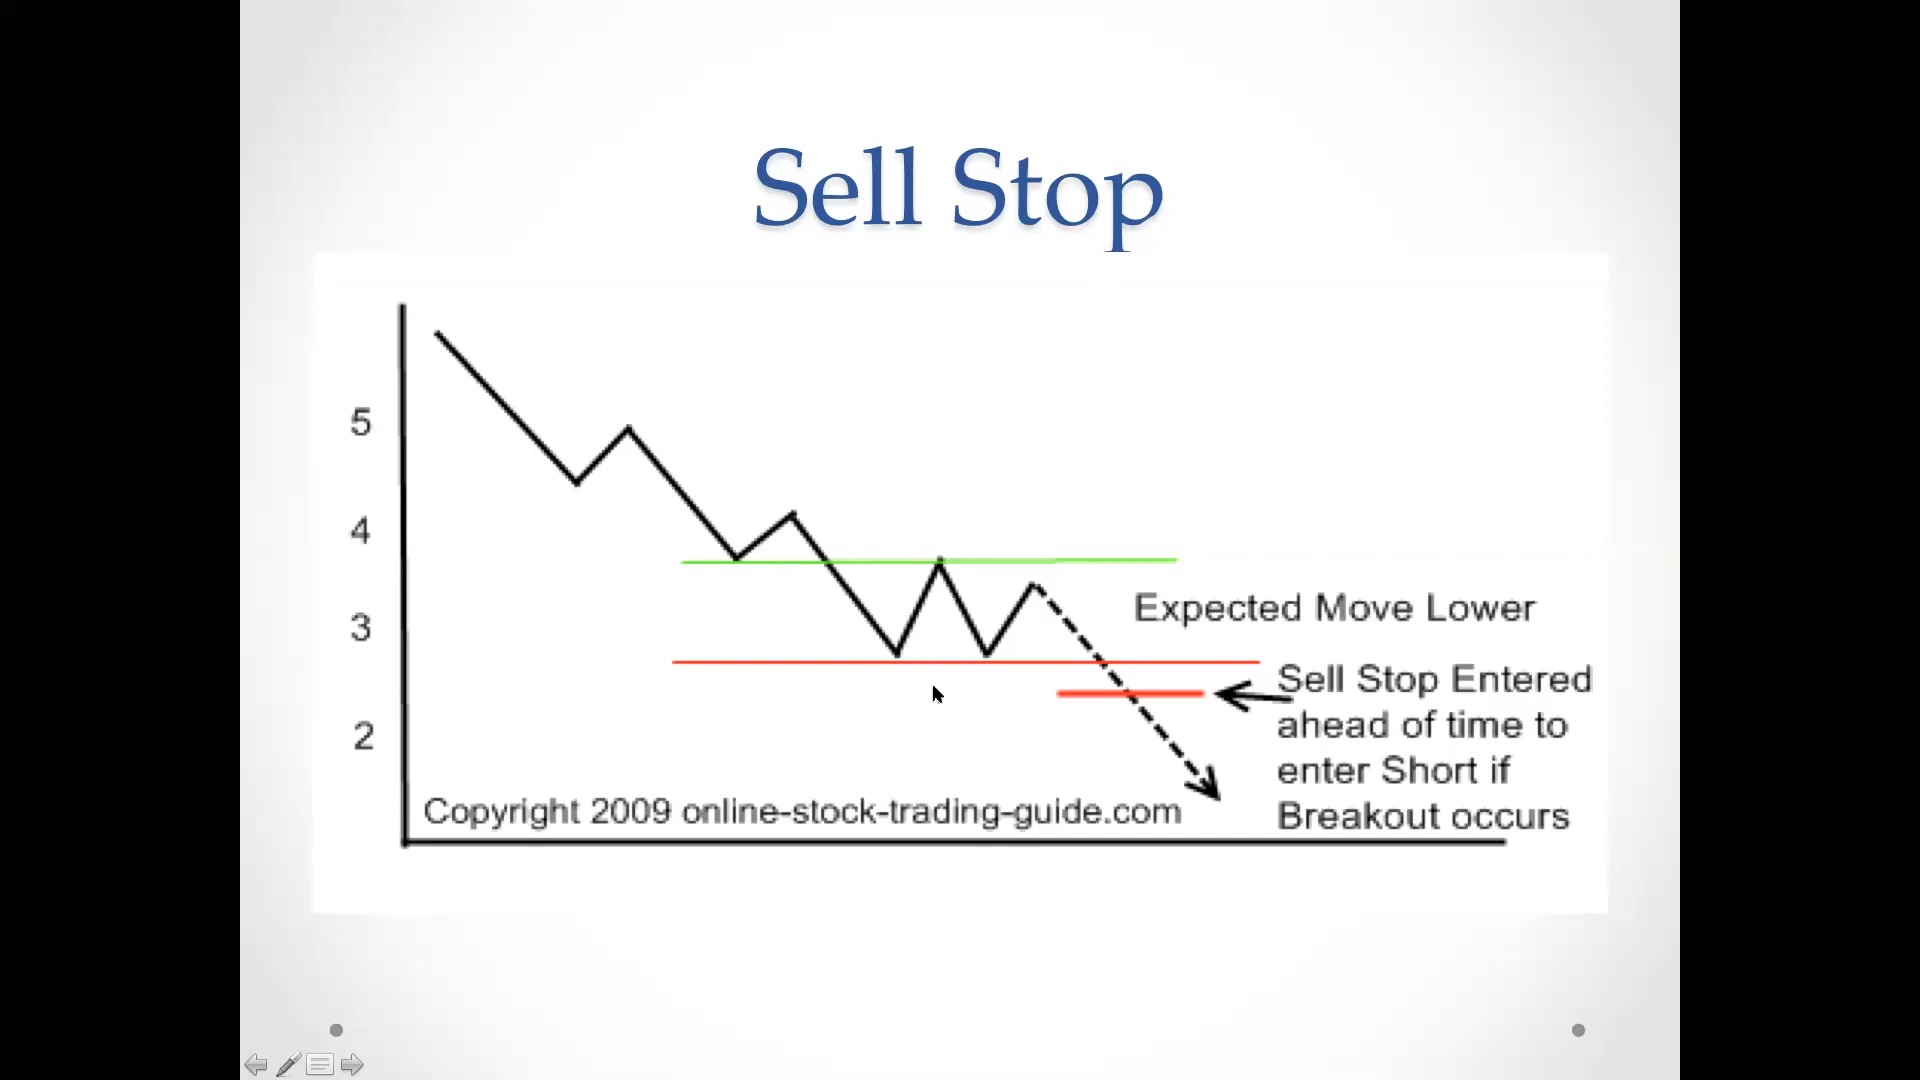 Sell Stop
5
4
3
2
Expected Move Lower
Sell Stop Entered
ahead of time to
enter Short if
Breakout occurs
Copyright 2009 online-stock-trading-guide.com